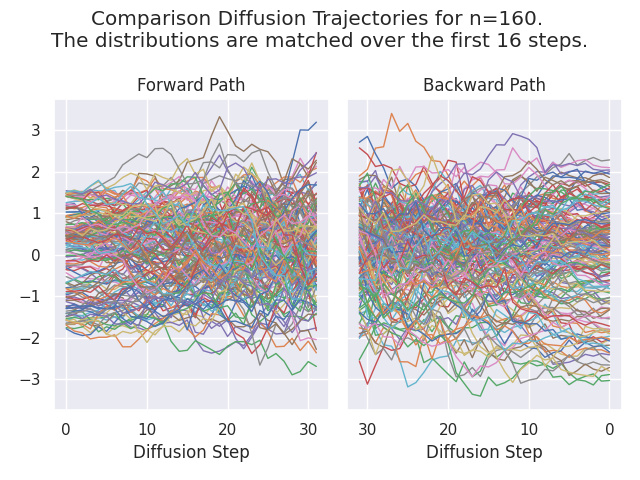 Comparison Diffusion Trajectories for n=160.
The distributions are matched over the first 16 steps.
Forward Path
Backward Path
3
2
1
0
−1
−2
−3
0 10 20 30
30 20 10 0
Diffusion Step
Diffusion Step